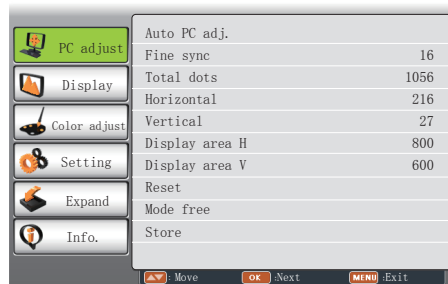 PC adjust
Display
Color adjust
Setting
Expand
Info.
Auto PC adj.
Fine sync 16
Total dots 1056
Horizontal 216
Vertical 27
Display area H 800
Display area V 600
Reset
Mode free
Store
: Move OK :Next MENU :Exit